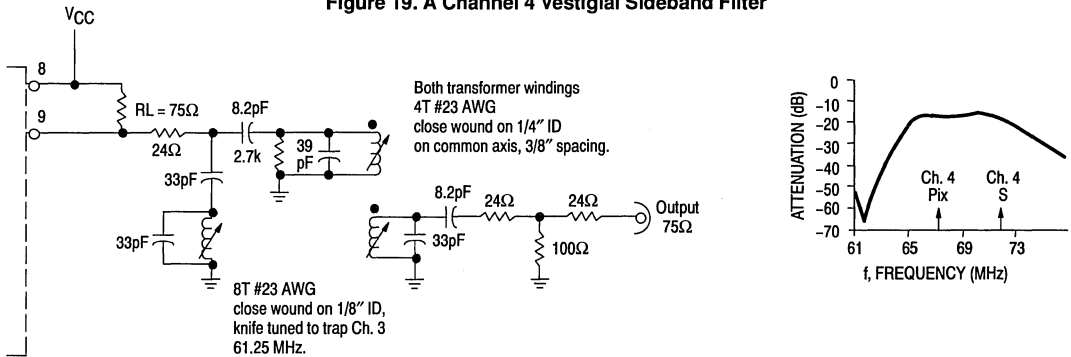 Figure 19. A Channel 4 Vestigial Sideband Filter
VCC
8
9
RL = 75Ω
24Ω
8.2pF
2.7k
39
pF
33pF
33pF
8T #23 AWG
close wound on 1/8″ ID,
knife tuned to trap Ch. 3
61.25 MHz.
Both transformer windings
4T #23 AWG
close wound on 1/4″ ID
on common axis, 3/8″ spacing.
8.2pF
24Ω
24Ω
33pF
100Ω
Output
75Ω
ATTENUATION (dB)
0
–10
–20
–30
–40
–50
–60
–70
Ch. 4
Pix
Ch. 4
S
61
65
69
73
f, FREQUENCY (MHz)